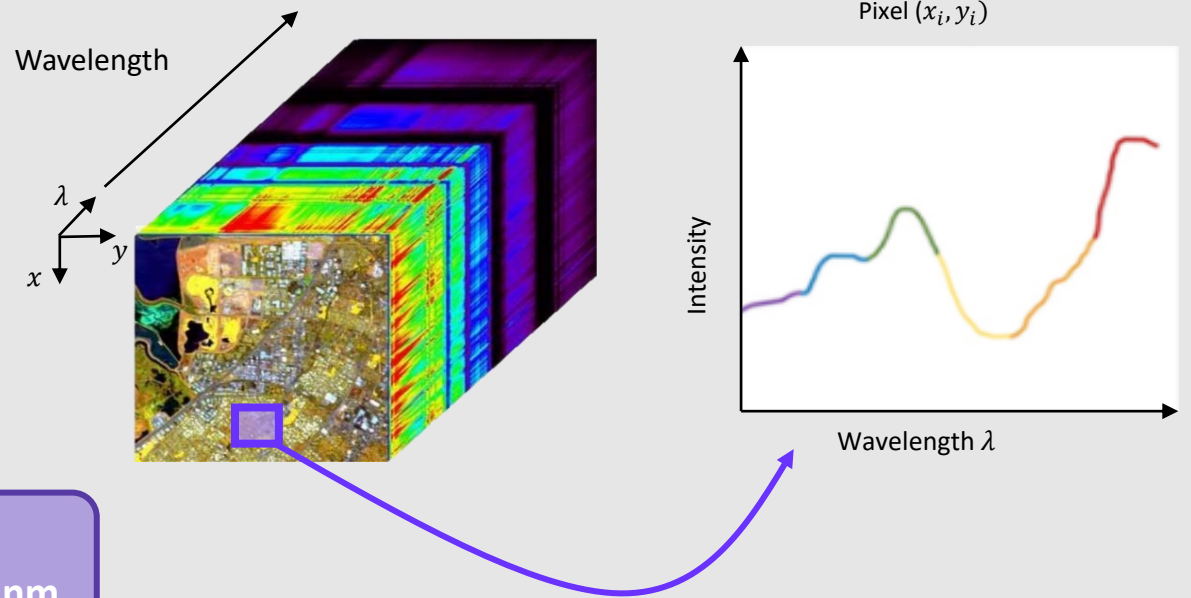 Pixel (𝑥ᵢ, 𝑦ᵢ)
Wavelength
λ
y
x
Intensity
Wavelength λ
nm